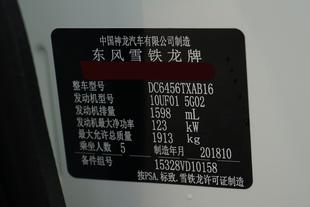 中国神龙汽车有限公司制造
东风雪铁龙牌
整车型号 DC6456TXAB16
发动机型号 10UF01 5G02
发动机排量 1598 mL
发动机最大净功率 123 kW
最大允许总质量 1913 kg
乘坐人数 5 制造年月 201810
备件组号 15328VD10158
按PSA,标致,雪铁龙许可证制造